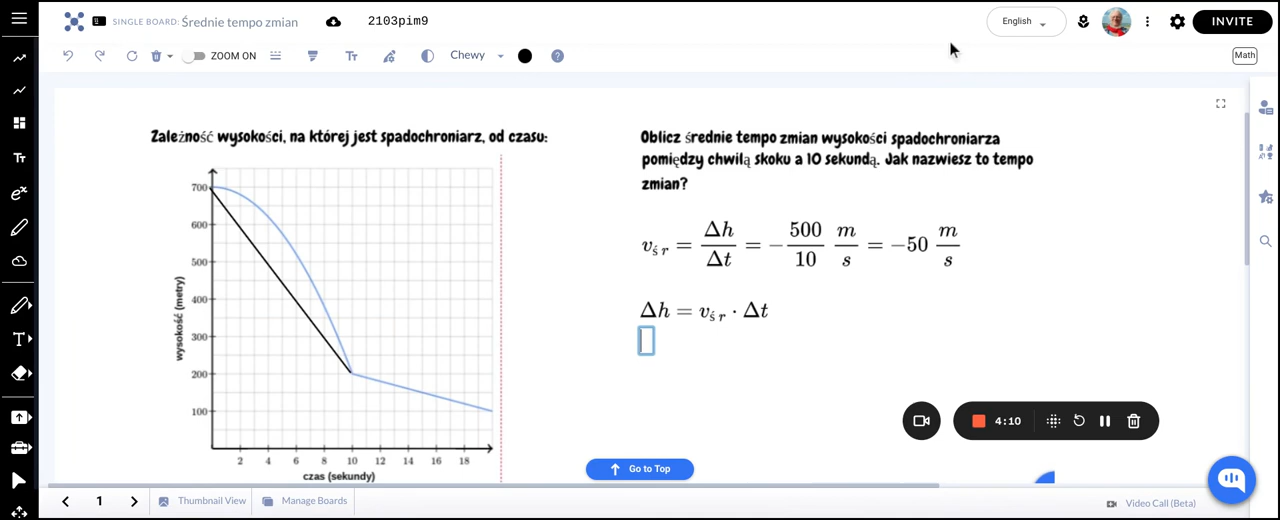 SINGLE BOARD: Średnie tempo zmian
2103pim9
English
INVITE
ZOOM ON
Chewy
Math
Zależność wysokości, na której jest spadochroniarz, od czasu:
700
600
500
400
300
200
100
wysokość (metry)
2 4 6 8 10 12 14 16 18
czas (sekundy)
Oblicz średnie tempo zmian wysokości spadochroniarza
pomiędzy chwilą skoku a 10 sekundą. Jak nazwiesz to tempo
zmian?
v_{śr} = Δh/Δt = −500/10 m/s = −50 m/s
Δh = v_{śr} · Δt
4:10
Go to Top
1
Thumbnail View
Manage Boards
Video Call (Beta)